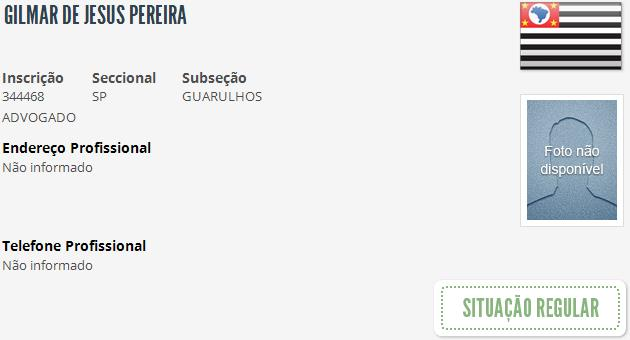 GILMAR DE JESUS PEREIRA
Inscrição Seccional Subseção
344468 SP GUARULHOS
ADVOGADO
Endereço Profissional
Não informado
Foto não
disponível
Telefone Profissional
Não informado
SITUAÇÃO REGULAR